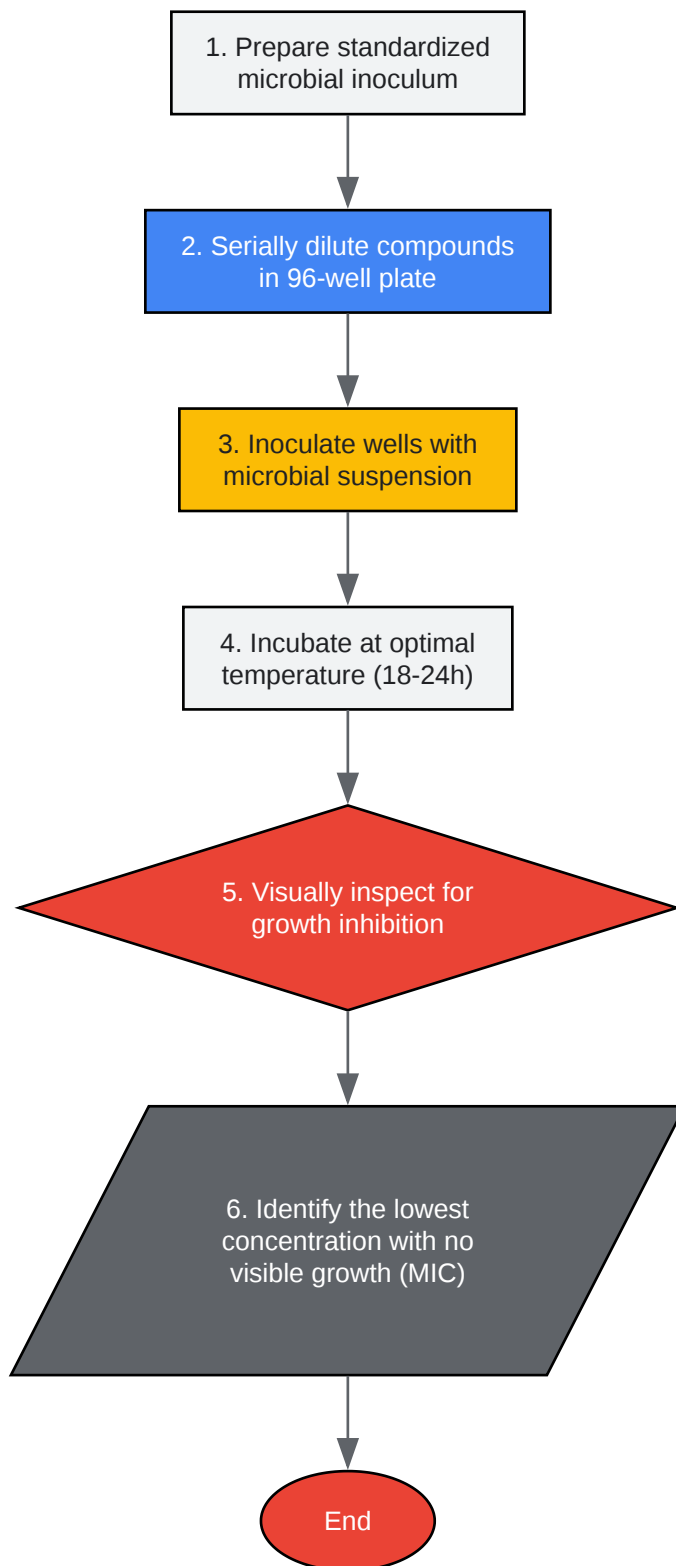 1. Prepare standardized
microbial inoculum
2. Serially dilute compounds
in 96-well plate
3. Inoculate wells with
microbial suspension
4. Incubate at optimal
temperature (18-24h)
5. Visually inspect for
growth inhibition
6. Identify the lowest
concentration with no
visible growth (MIC)
End